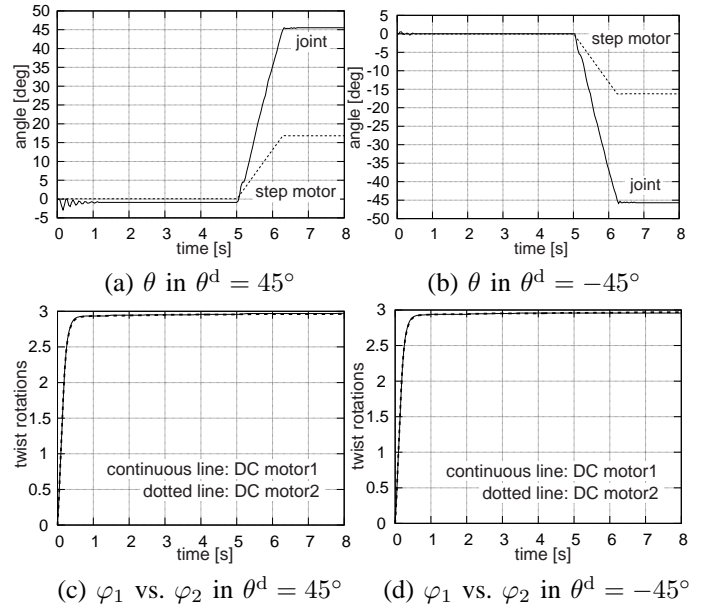 angle [deg]
50
45
40
35
30
25
20
15
10
5
0
-5
joint
step motor
0 1 2 3 4 5 6 7 8
time [s]
(a) θ in θᵈ = 45°
angle [deg]
5
0
-5
-10
-15
-20
-25
-30
-35
-40
-45
-50
step motor
joint
0 1 2 3 4 5 6 7 8
time [s]
(b) θ in θᵈ = −45°
twist rotations
3
2.5
2
1.5
1
0.5
0
continuous line: DC motor1
dotted line: DC motor2
0 1 2 3 4 5 6 7 8
time [s]
(c) φ₁ vs. φ₂ in θᵈ = 45°
twist rotations
3
2.5
2
1.5
1
0.5
0
continuous line: DC motor1
dotted line: DC motor2
0 1 2 3 4 5 6 7 8
time [s]
(d) φ₁ vs. φ₂ in θᵈ = −45°